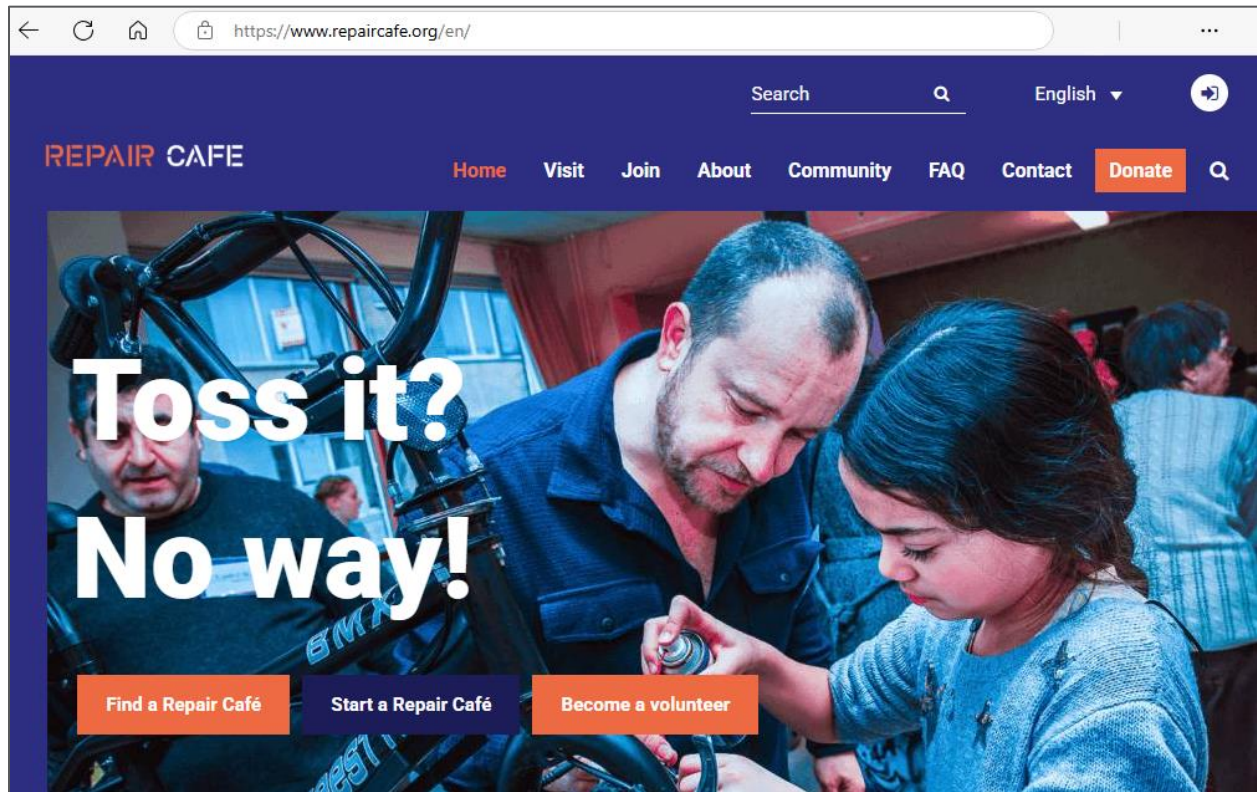 https://www.repaircafe.org/en/
Search
English
REPAIR CAFE
Home Visit Join About Community FAQ Contact Donate
Toss it?
No way!
BMX
Find a Repair Café Start a Repair Café Become a volunteer